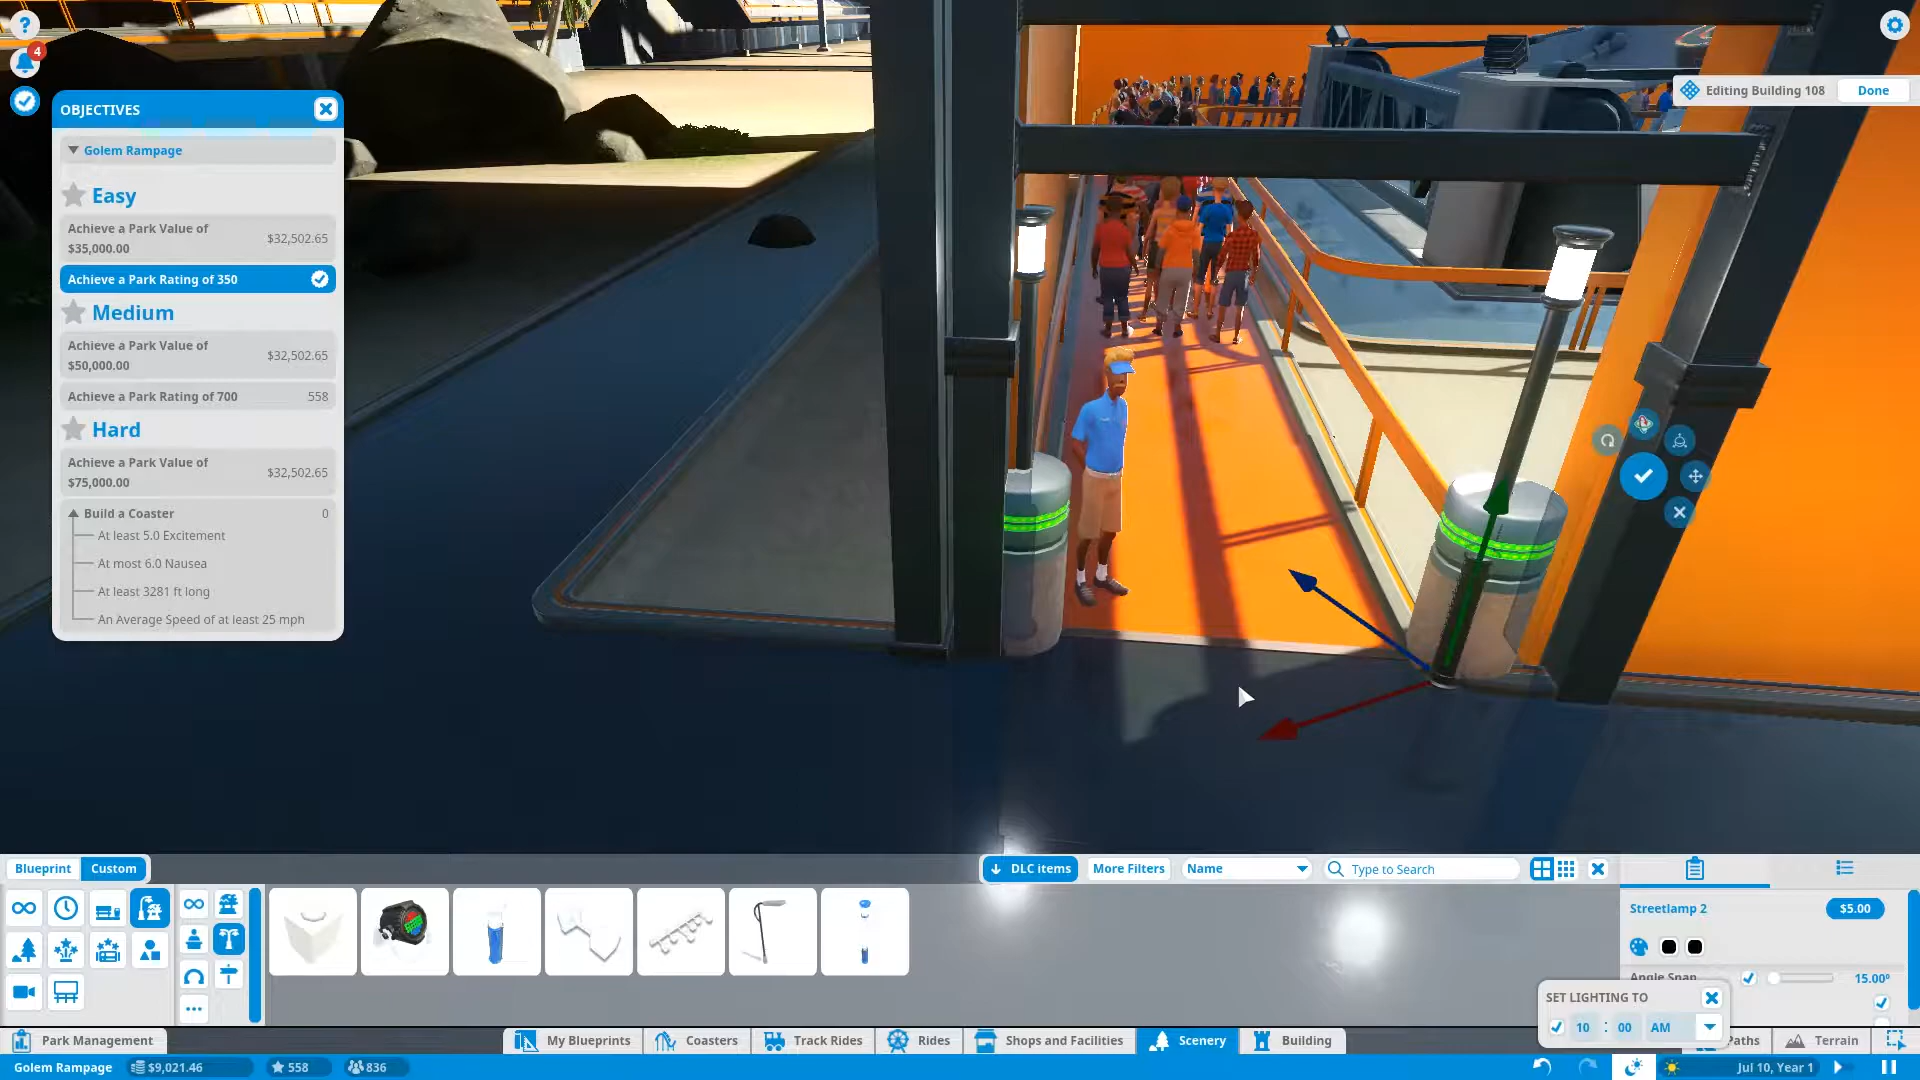 ?
4
OBJECTIVES
Golem Rampage
Easy
Achieve a Park Value of
$35,000.00
$32,502.65
Achieve a Park Rating of 350
Medium
Achieve a Park Value of
$50,000.00
$32,502.65
Achieve a Park Rating of 700
558
Hard
Achieve a Park Value of
$75,000.00
$32,502.65
Build a Coaster
0
At least 5.0 Excitement
At most 6.0 Nausea
At least 3281 ft long
An Average Speed of at least 25 mph
Editing Building 108
Done
Blueprint
Custom
DLC items
More Filters
Name
Type to Search
Streetlamp 2
$5.00
Angle Snap
15.00°
SET LIGHTING TO
10 : 00 AM
Park Management
My Blueprints
Coasters
Track Rides
Rides
Shops and Facilities
Scenery
Building
Paths
Terrain
Golem Rampage
$9,021.46
558
836
Jul 10, Year 1